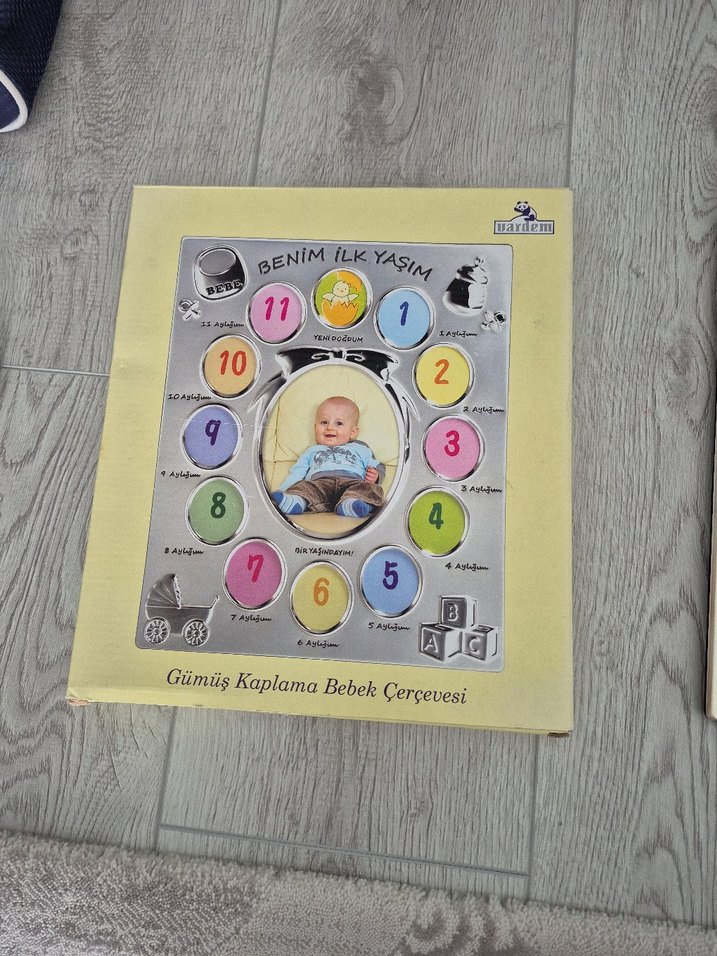 vardem
BENİM İLK YAŞIM
BEBE
11
1
11 Aylığım
1 Aylığım
YENİ DOĞDUM
10
2
10 Aylığım
2 Aylığım
9
3
9 Aylığım
3 Aylığım
8
4
8 Aylığım
4 Aylığım
BİR YAŞINDAYIM!
7
6
5
7 Aylığım
6 Aylığım
5 Aylığım
B
A C
Gümüş Kaplama Bebek Çerçevesi